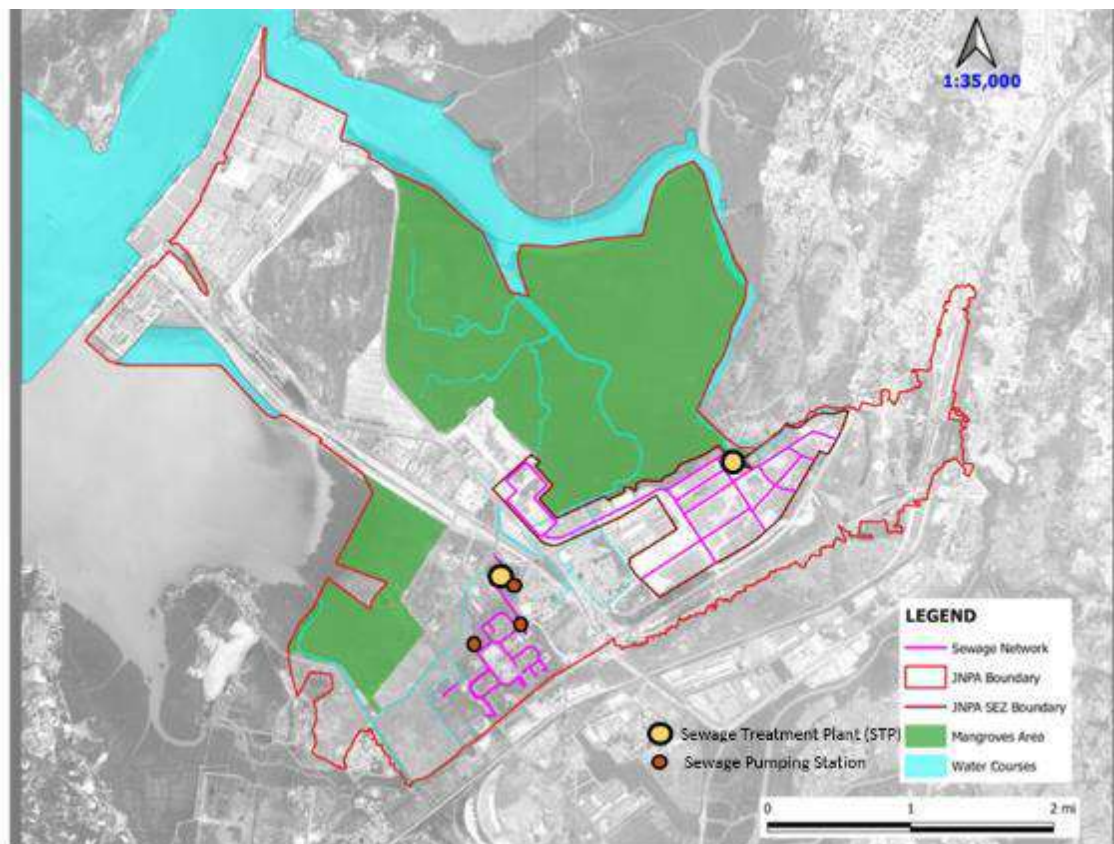 1:35,000
LEGEND
Sewage Network
JNPA Boundary
JNPA SEZ Boundary
Mangroves Area
Water Courses
Sewage Treatment Plant (STP)
Sewage Pumping Station
0 1 2 mi